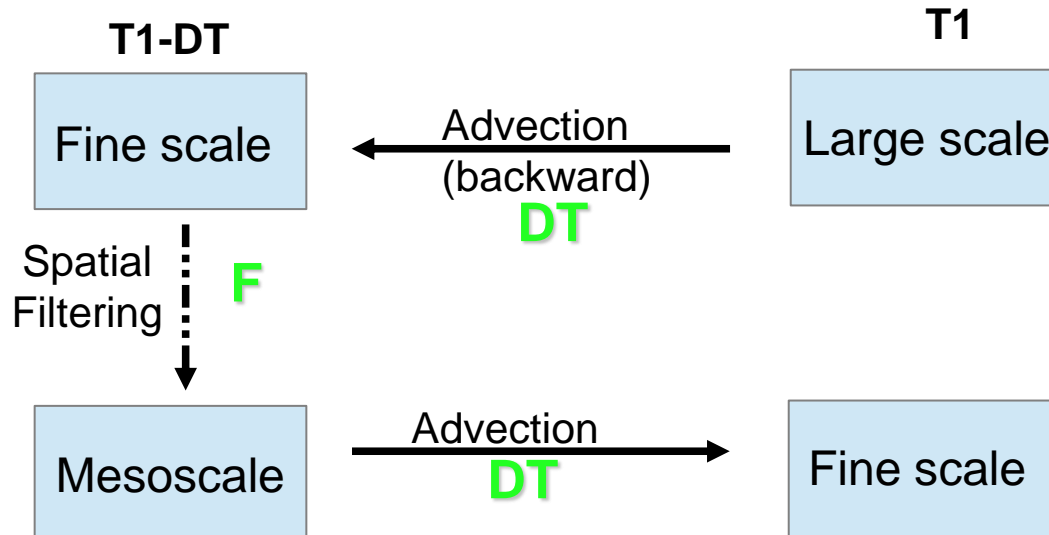 T1-DT
T1
Fine scale
Advection
(backward)
DT
Large scale
Spatial
Filtering
F
Mesoscale
Advection
DT
Fine scale